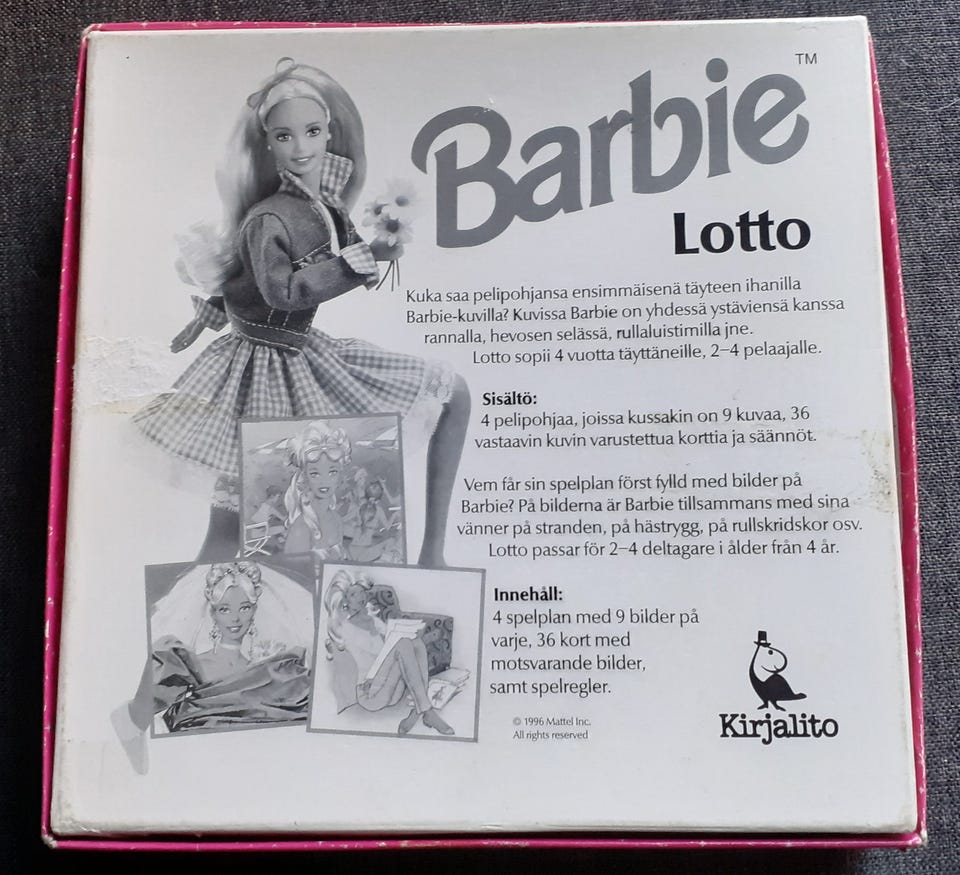 Barbie™
Lotto
Kuka saa pelipohjansa ensimmäisenä täyteen ihanilla
Barbie-kuvilla? Kuvissa Barbie on yhdessä ystäviensä kanssa
rannalla, hevosen selässä, rullaluistimilla jne.
Lotto sopii 4 vuotta täyttäneille, 2–4 pelaajalle.
Sisältö:
4 pelipohjaa, joissa kussakin on 9 kuvaa, 36
vastaavin kuvin varustettua korttia ja säännöt.
Vem får sin spelplan först fylld med bilder på
Barbie? På bilderna är Barbie tillsammans med sina
vänner på stranden, på hästrygg, på rullskridskor osv.
Lotto passar för 2–4 deltagare i ålder från 4 år.
Innehåll:
4 spelplan med 9 bilder på
varje, 36 kort med
motsvarande bilder,
samt spelregler.
© 1996 Mattel Inc.
All rights reserved
Kirjalito